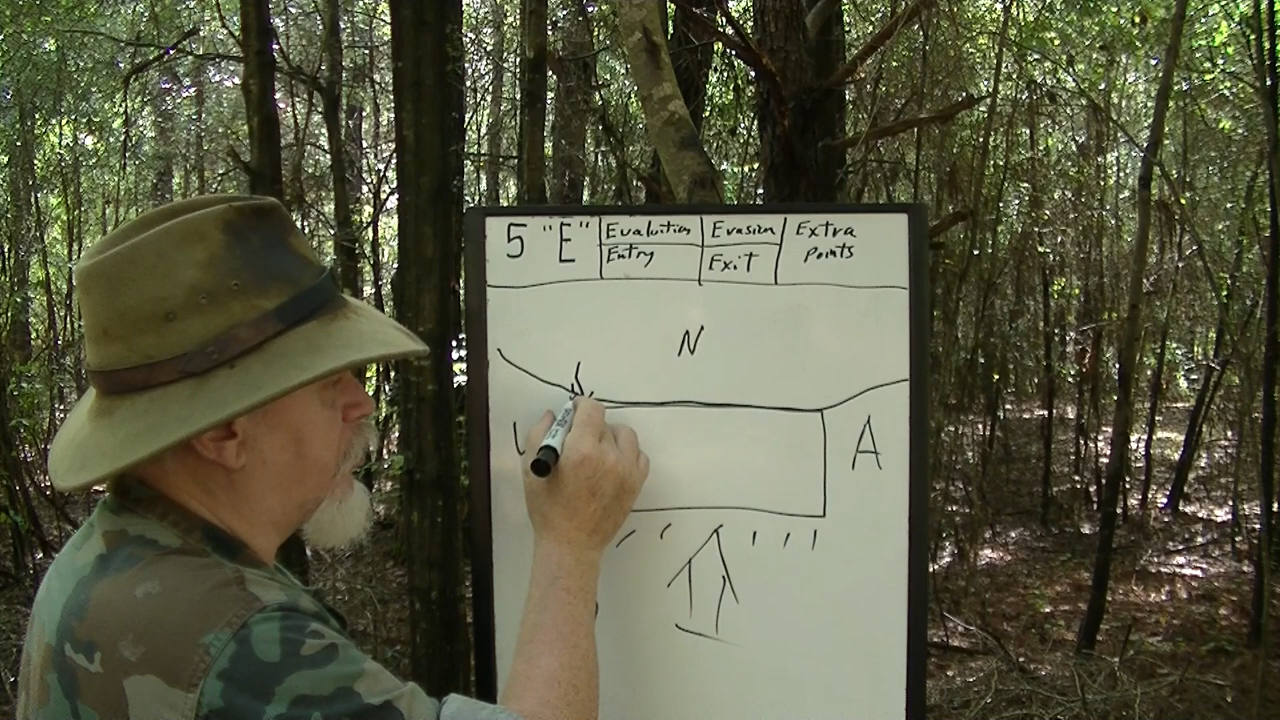 5 "E"
Evaluation
Entry
Evasion
Exit
Extra
Points
N
A